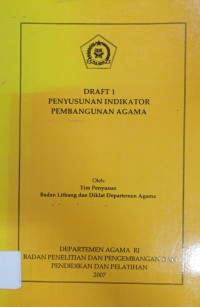 DRAFT 1
PENYUSUNAN INDIKATOR
PEMBANGUNAN AGAMA
Oleh:
Tim Penyusun
Badan Litbang dan Diklat Departemen Agama
DEPARTEMEN AGAMA RI
BADAN PENELITIAN DAN PENGEMBANGAN DAN
PENDIDIKAN DAN PELATIHAN
2007